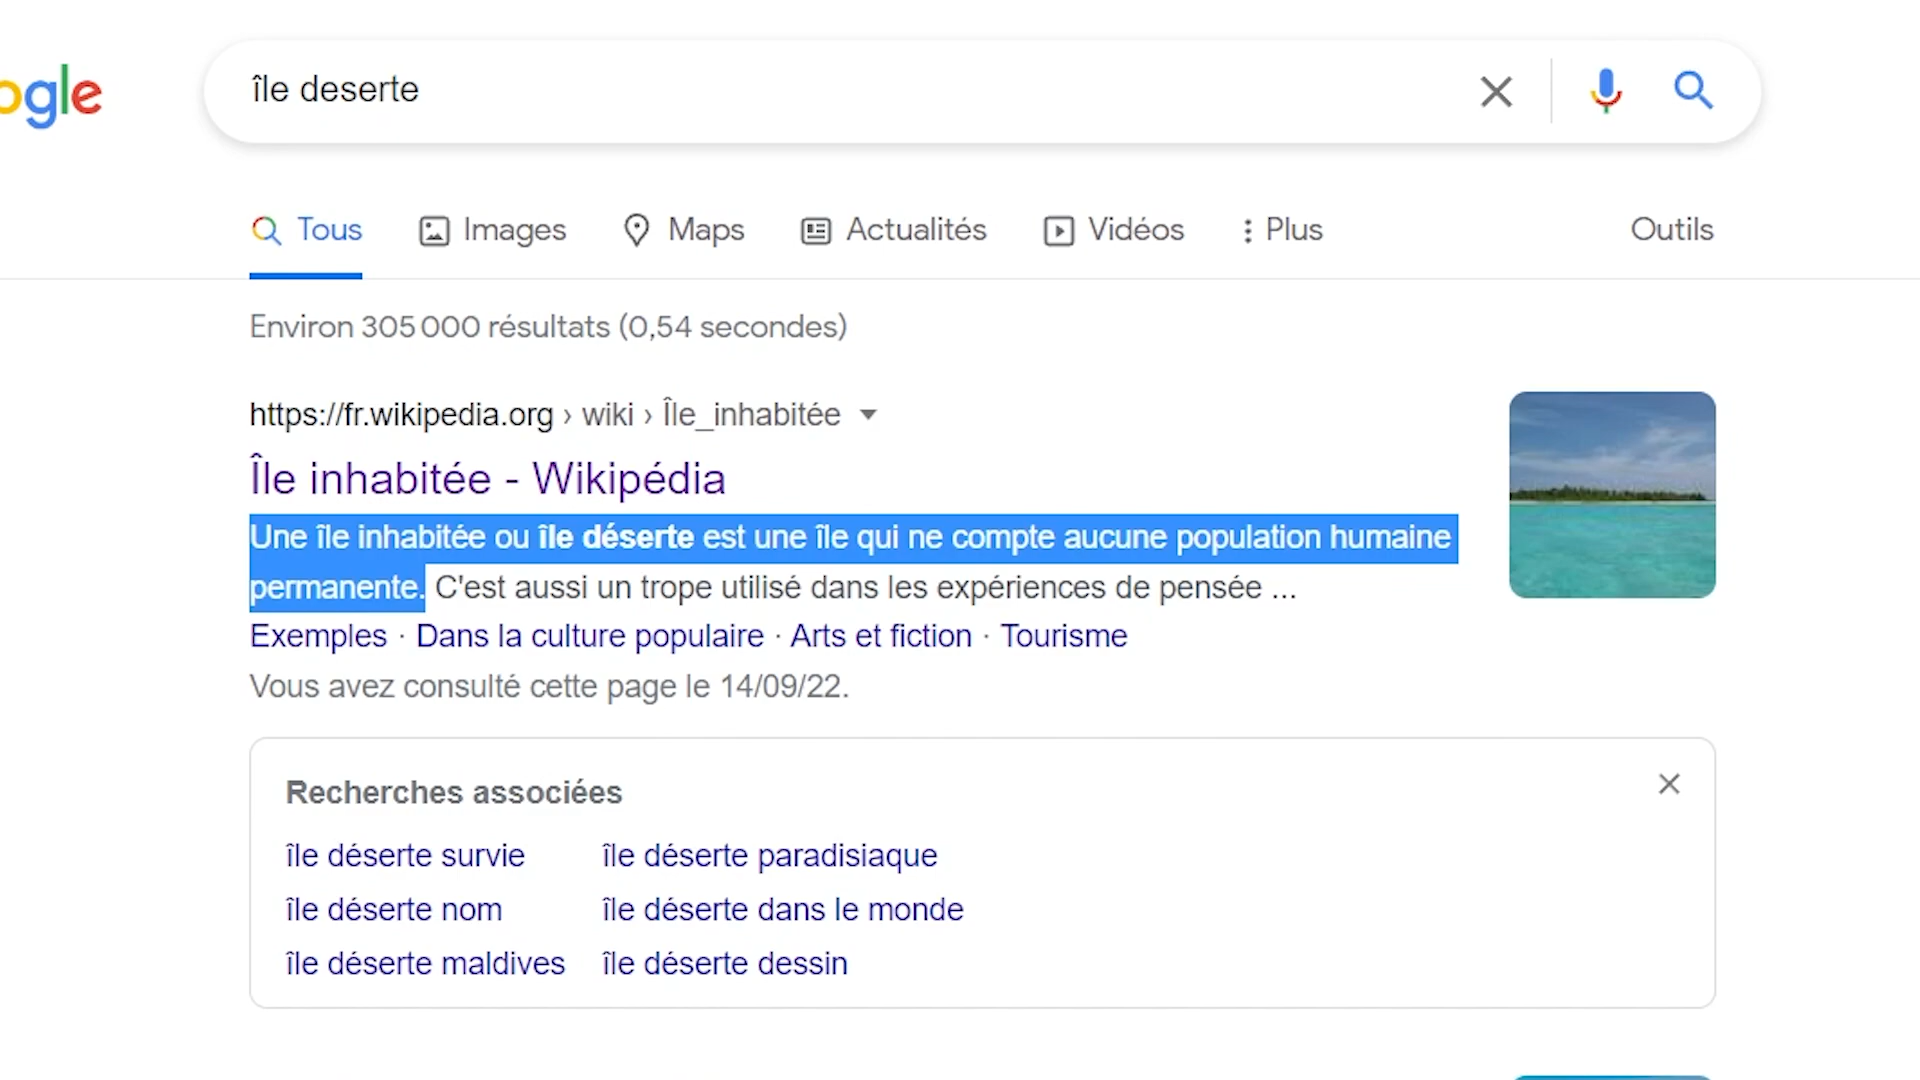 ogle
île deserte
Tous Images Maps Actualités Vidéos Plus Outils
Environ 305 000 résultats (0,54 secondes)
https://fr.wikipedia.org › wiki › Île_inhabitée
Île inhabitée - Wikipédia
Une île inhabitée ou île déserte est une île qui ne compte aucune population humaine
permanente. C'est aussi un trope utilisé dans les expériences de pensée ...
Exemples · Dans la culture populaire · Arts et fiction · Tourisme
Vous avez consulté cette page le 14/09/22.
Recherches associées
île déserte survie île déserte paradisiaque
île déserte nom île déserte dans le monde
île déserte maldives île déserte dessin